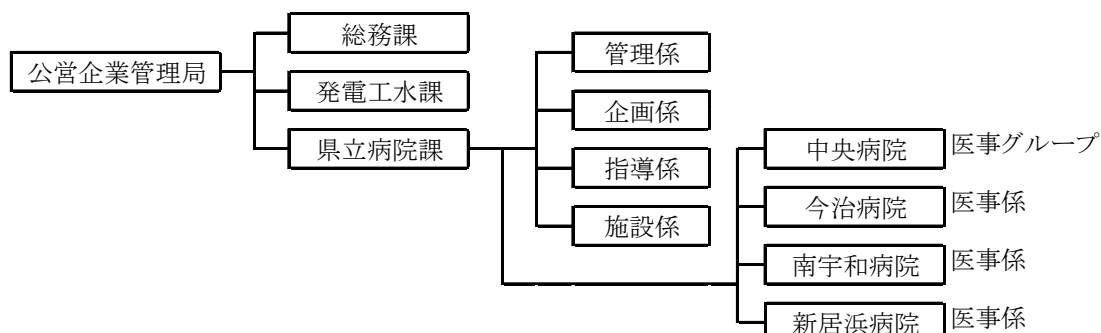 公営企業管理局
総務課
発電工水課
県立病院課
管理係
企画係
指導係
施設係
中央病院 医事グループ
今治病院 医事係
南宇和病院 医事係
新居浜病院 医事係